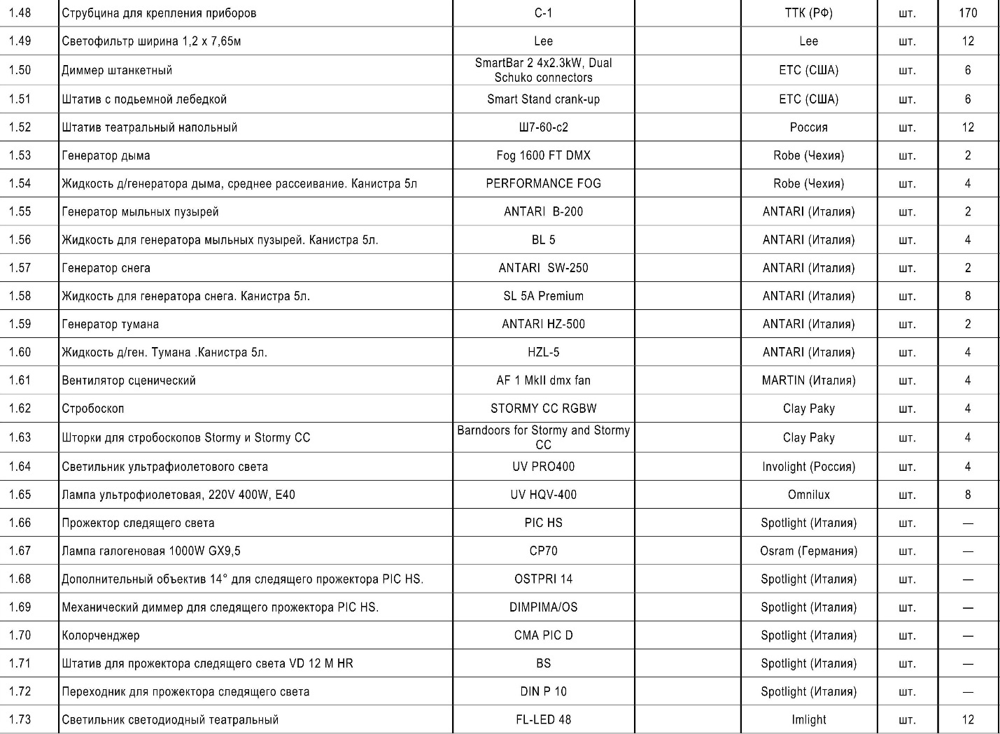 1.48 Струбцина для крепления приборов C-1 ТТК (РФ) шт. 170
1.49 Светофильтр ширина 1,2 х 7,65м Lee Lee шт. 12
1.50 Диммер штанкетный SmartBar 2 4x2.3kW, Dual Schuko connectors ETC (США) шт. 6
1.51 Штатив с подьемной лебедкой Smart Stand crank-up ETC (США) шт. 6
1.52 Штатив театральный напольный Ш7-60-с2 Россия шт. 12
1.53 Генератор дыма Fog 1600 FT DMX Robe (Чехия) шт. 2
1.54 Жидкость д/генератора дыма, среднее рассеивание. Канистра 5л PERFORMANCE FOG Robe (Чехия) шт. 4
1.55 Генератор мыльных пузырей ANTARI B-200 ANTARI (Италия) шт. 2
1.56 Жидкость для генератора мыльных пузырей. Канистра 5л. BL 5 ANTARI (Италия) шт. 4
1.57 Генератор снега ANTARI SW-250 ANTARI (Италия) шт. 2
1.58 Жидкость для генератора снега. Канистра 5л. SL 5A Premium ANTARI (Италия) шт. 8
1.59 Генератор тумана ANTARI HZ-500 ANTARI (Италия) шт. 2
1.60 Жидкость д/ген. Тумана .Канистра 5л. HZL-5 ANTARI (Италия) шт. 4
1.61 Вентилятор сценический AF 1 MkII dmx fan MARTIN (Италия) шт. 4
1.62 Стробоскоп STORMY CC RGBW Clay Paky шт. 4
1.63 Шторки для стробоскопов Stormy и Stormy CC Barndoors for Stormy and Stormy CC Clay Paky шт. 4
1.64 Светильник ультрафиолетового света UV PRO400 Involight (Россия) шт. 4
1.65 Лампа ультрофиолетовая, 220V 400W, E40 UV HQV-400 Omnilux шт. 8
1.66 Прожектор следящего света PIC HS Spotlight (Италия) шт. —
1.67 Лампа галогеновая 1000W GX9,5 CP70 Osram (Германия) шт. —
1.68 Дополнительный объектив 14° для следящего прожектора PIC HS. OSTPRI 14 Spotlight (Италия) шт. —
1.69 Механический диммер для следящего прожектора PIC HS. DIMPIMA/OS Spotlight (Италия) шт. —
1.70 Колорченджер CMA PIC D Spotlight (Италия) шт. —
1.71 Штатив для прожектора следящего света VD 12 M HR BS Spotlight (Италия) шт. —
1.72 Переходник для прожектора следящего света DIN P 10 Spotlight (Италия) шт. —
1.73 Светильник светодиодный театральный FL-LED 48 Imlight шт. 12